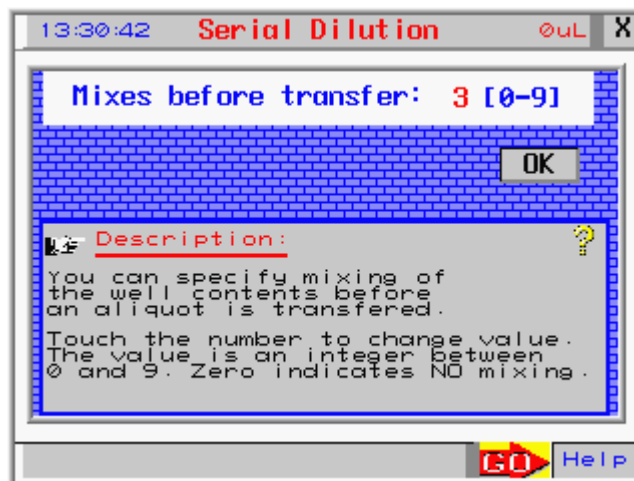 13:30:42 Serial Dilution 0uL X
Mixes before transfer: 3 [0-9]
OK
Description: ?
You can specify mixing of
the well contents before
an aliquot is transfered.
Touch the number to change value.
The value is an integer between
0 and 9. Zero indicates NO mixing.
GO Help